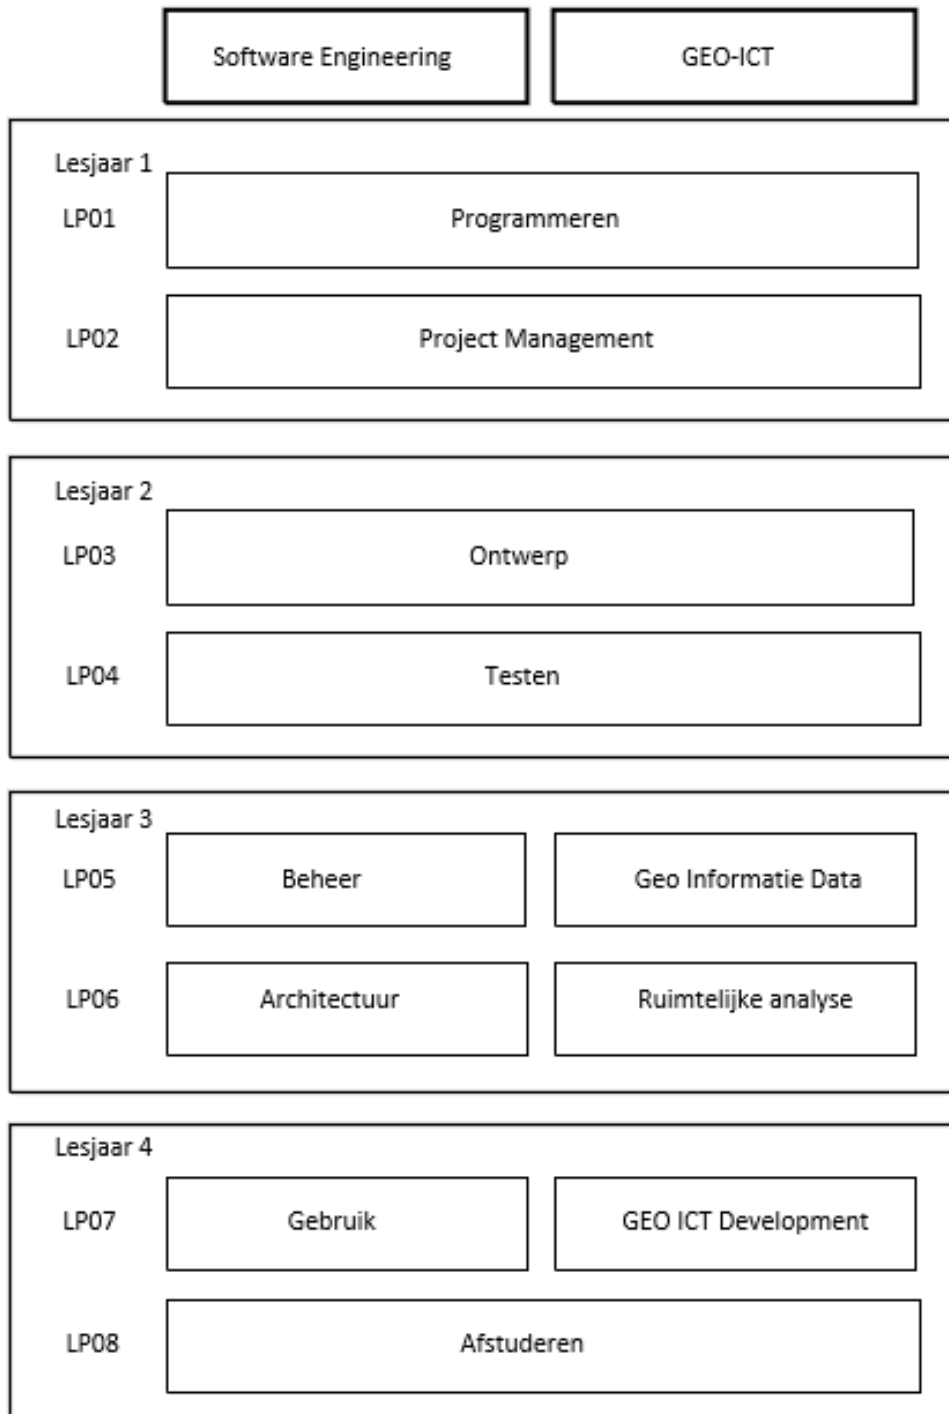 Software Engineering GEO-ICT
Lesjaar 1
LP01 Programmeren
LP02 Project Management
Lesjaar 2
LP03 Ontwerp
LP04 Testen
Lesjaar 3
LP05 Beheer Geo Informatie Data
LP06 Architectuur Ruimtelijke analyse
Lesjaar 4
LP07 Gebruik GEO ICT Development
LP08 Afstuderen